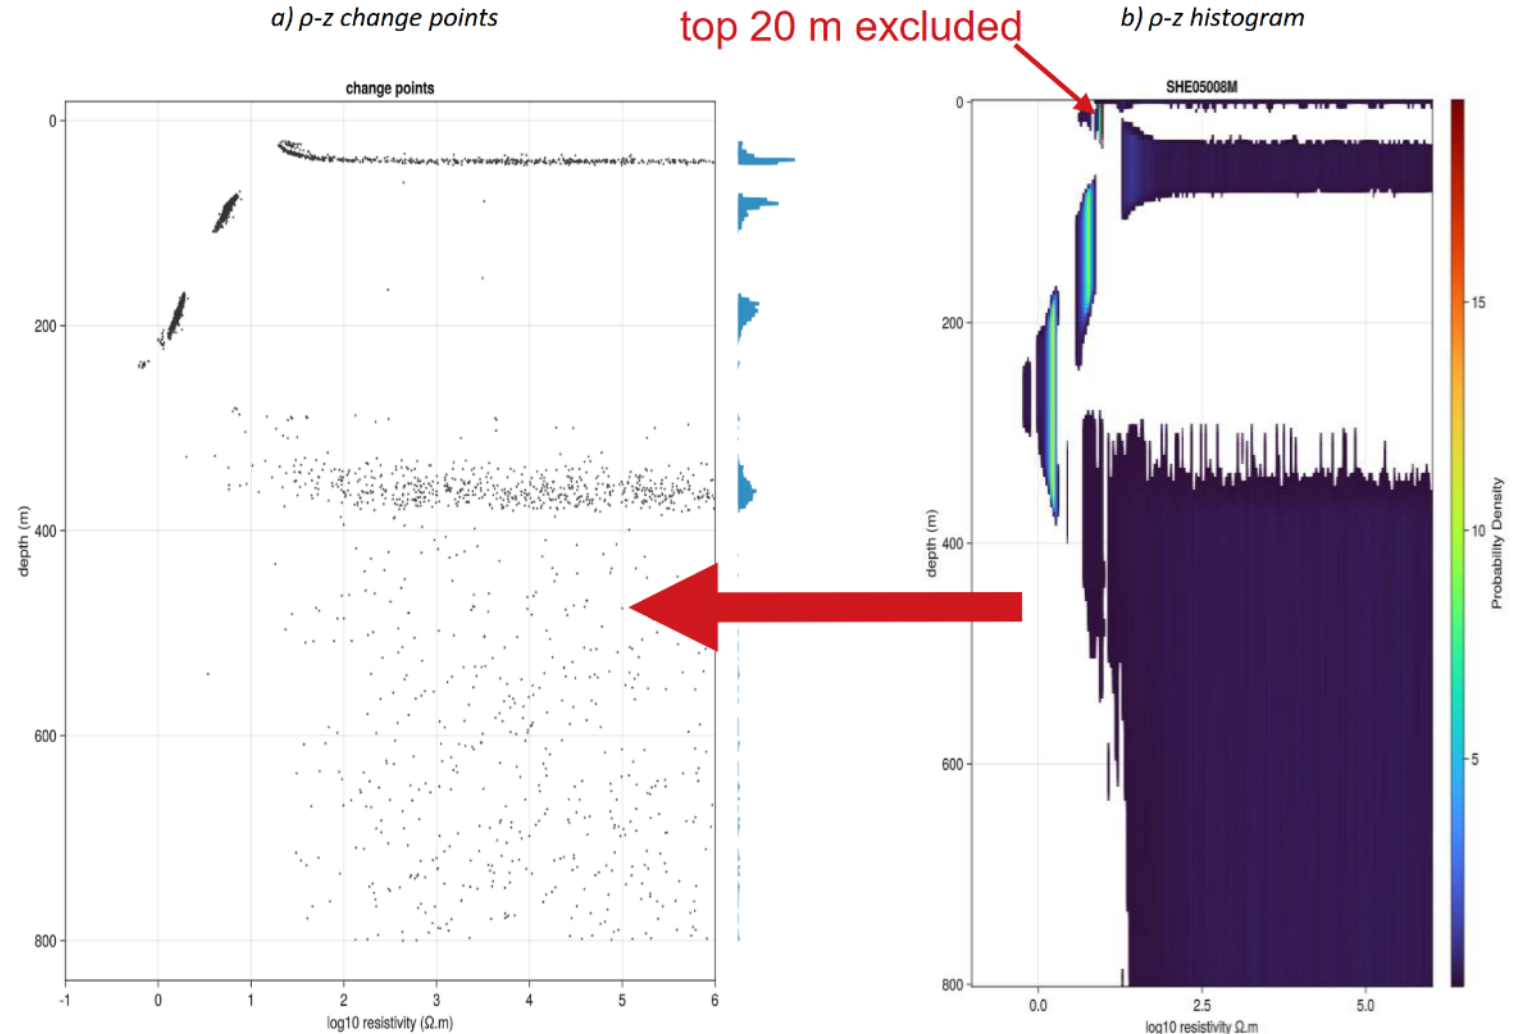 a) ρ-z change points
top 20 m excluded
b) ρ-z histogram
change points
SHE05008M
0
200
400
600
800
depth (m)
-1 0 1 2 3 4 5 6
log10 resistivity (Ω.m)
0
200
400
600
800
depth (m)
0.0 2.5 5.0
log10 resistivity Ω.m
15
10
5
Probability Density